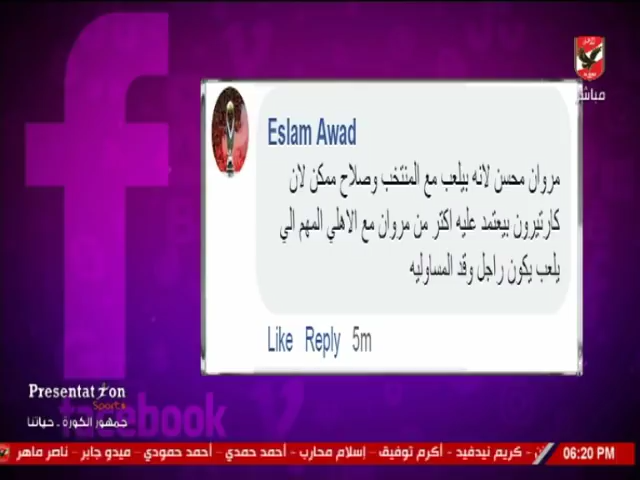 مباشر
Eslam Awad
مروان محسن لانه بيلعب مع المنتخب وصلاح ممكن لان
كارتيرون بيعتمد عليه اكتر من مروان مع الاهلي المهم الي
يلعب يكون راجل وقد المساوليه
Like Reply 5m
Presentation
Sports
جمهور الكورة - حياتنا
facebook
كريم نيدفيد - أكرم توفيق - إسلام محارب - أحمد حمدي - أحمد حمودي - ميدو جابر - ناصر ماهر
06:20 PM